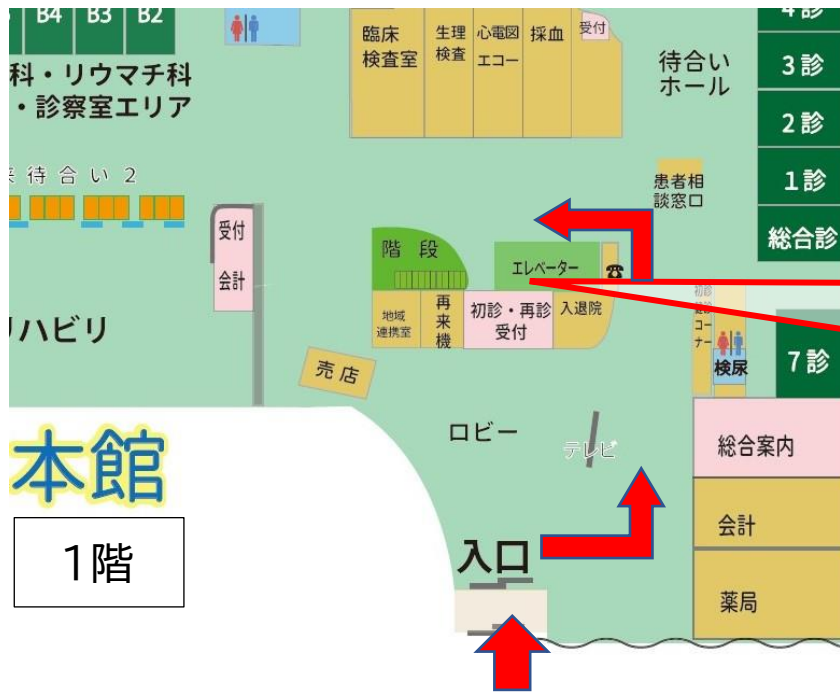 B4 B3 B2
科・リウマチ科
・診察室エリア
待合い2
受付
会計
リハビリ
本館
1階
臨床
検査室
生理
検査
心電図
エコー
採血
受付
待合い
ホール
4診
3診
2診
1診
総合診
患者相
談窓口
階段
エレベーター
地域
連携室
再
来
機
初診・再診
受付
入退院
売店
ロビー
テレビ
入口
コーナー
検尿
7診
総合案内
会計
薬局